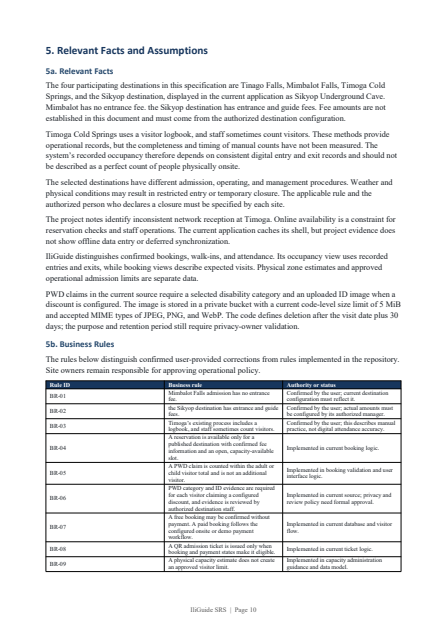 5. Relevant Facts and Assumptions
5a. Relevant Facts
The four participating destinations in this specification are Tinago Falls, Mimbalot Falls, Timoga Cold
Springs, and the Sikyop destination, displayed in the current application as Sikyop Underground Cave.
Mimbalot has no entrance fee. the Sikyop destination has entrance and guide fees. Fee amounts are not
established in this document and must come from the authorized destination configuration.
Timoga Cold Springs uses a visitor logbook, and staff sometimes count visitors. These methods provide
operational records, but the completeness and timing of manual counts have not been measured. The
system's recorded occupancy therefore depends on consistent digital entry and exit records and should not
be described as a perfect count of people physically onsite.
The selected destinations have different admission, operating, and management procedures. Weather and
physical conditions may result in restricted entry or temporary closure. The applicable rule and the
authorized person who declares a closure must be specified by each site.
The project notes identify inconsistent network reception at Timoga. Online availability is a constraint for
reservation checks and staff operations. The current application caches its shell, but project evidence does
not show offline data entry or deferred synchronization.
IliGuide distinguishes confirmed bookings, walk-ins, and attendance. Its occupancy view uses recorded
entries and exits, while booking views describe expected visits. Physical zone estimates and approved
operational admission limits are separate data.
PWD claims in the current source require a selected disability category and an uploaded ID image when a
discount is configured. The image is stored in a private bucket with a current code-level size limit of 5 MiB
and accepted MIME types of JPEG, PNG, and WebP. The code defines deletion after the visit date plus 30
days; the purpose and retention period still require privacy-owner validation.
5b. Business Rules
The rules below distinguish confirmed user-provided corrections from rules implemented in the repository.
Site owners remain responsible for approving operational policy.
Rule ID Business rule Authority or status
BR-01 Mimbalot Falls admission has no entrance fee. Confirmed by the user; current destination configuration must reflect it.
BR-02 the Sikyop destination has entrance and guide fees. Confirmed by the user; actual amounts must be configured by its authorized manager.
BR-03 Timoga's existing process includes a logbook, and staff sometimes count visitors. Confirmed by the user; this describes manual practice, not digital attendance accuracy.
BR-04 A reservation is available only for a published destination with confirmed fee information and an open, capacity-available slot. Implemented in current booking logic.
BR-05 A PWD claim is counted within the adult or child visitor total and is not an additional visitor. Implemented in booking validation and user interface logic.
BR-06 PWD category and ID evidence are required for each visitor claiming a configured discount, and evidence is reviewed by authorized destination staff. Implemented in current source; privacy and review policy need formal approval.
BR-07 A free booking may be confirmed without payment. A paid booking follows the configured onsite or demo payment workflow. Implemented in current database and visitor flow.
BR-08 A QR admission ticket is issued only when booking and payment states make it eligible. Implemented in current ticket logic.
BR-09 A physical capacity estimate does not create an approved visitor limit. Implemented in capacity administration guidance and data model.
IliGuide SRS | Page 10